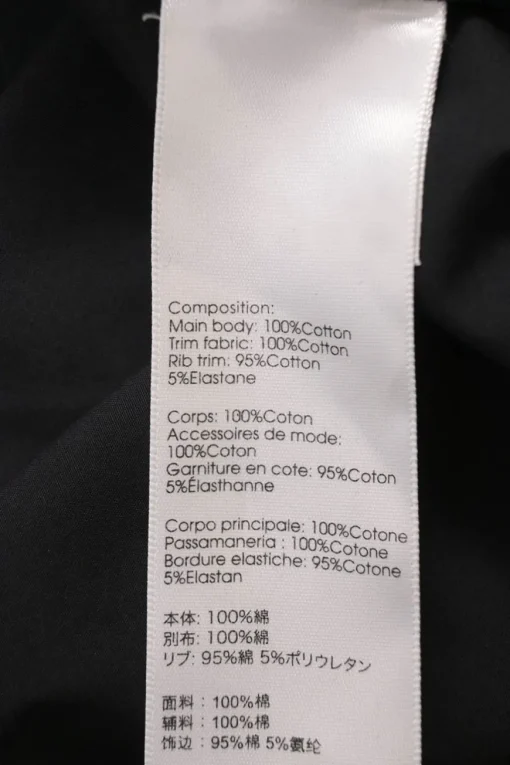 Composition:
Main body: 100%Cotton
Trim fabric: 100%Cotton
Rib trim: 95%Cotton
5%Elastane
Corps: 100%Coton
Accessoires de mode:
100%Coton
Garniture en cote: 95%Coton
5%Élasthanne
Corpo principale: 100%Cotone
Passamaneria : 100%Cotone
Bordure elastiche: 95%Cotone
5%Elastan
本体: 100%綿
別布: 100%綿
リブ: 95%綿 5%ポリウレタン
面料：100%棉
辅料：100%棉
饰边：95%棉 5%氨纶